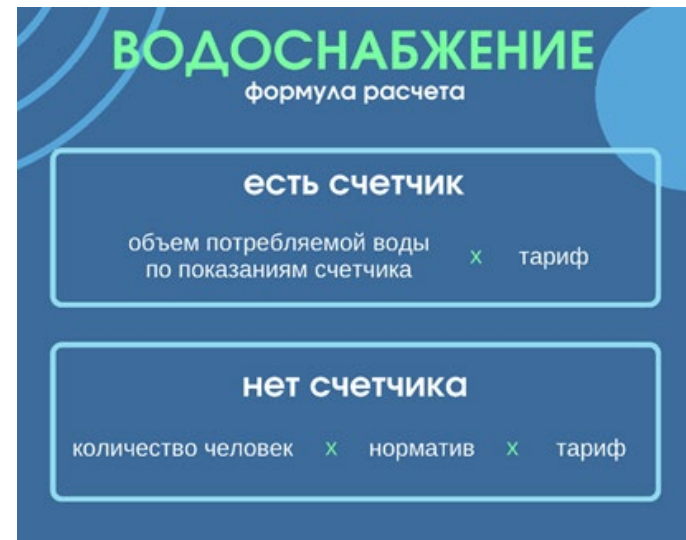 ВОДОСНАБЖЕНИЕ
формула расчета
есть счетчик
объем потребляемой воды
по показаниям счетчика х тариф
нет счетчика
количество человек х норматив х тариф